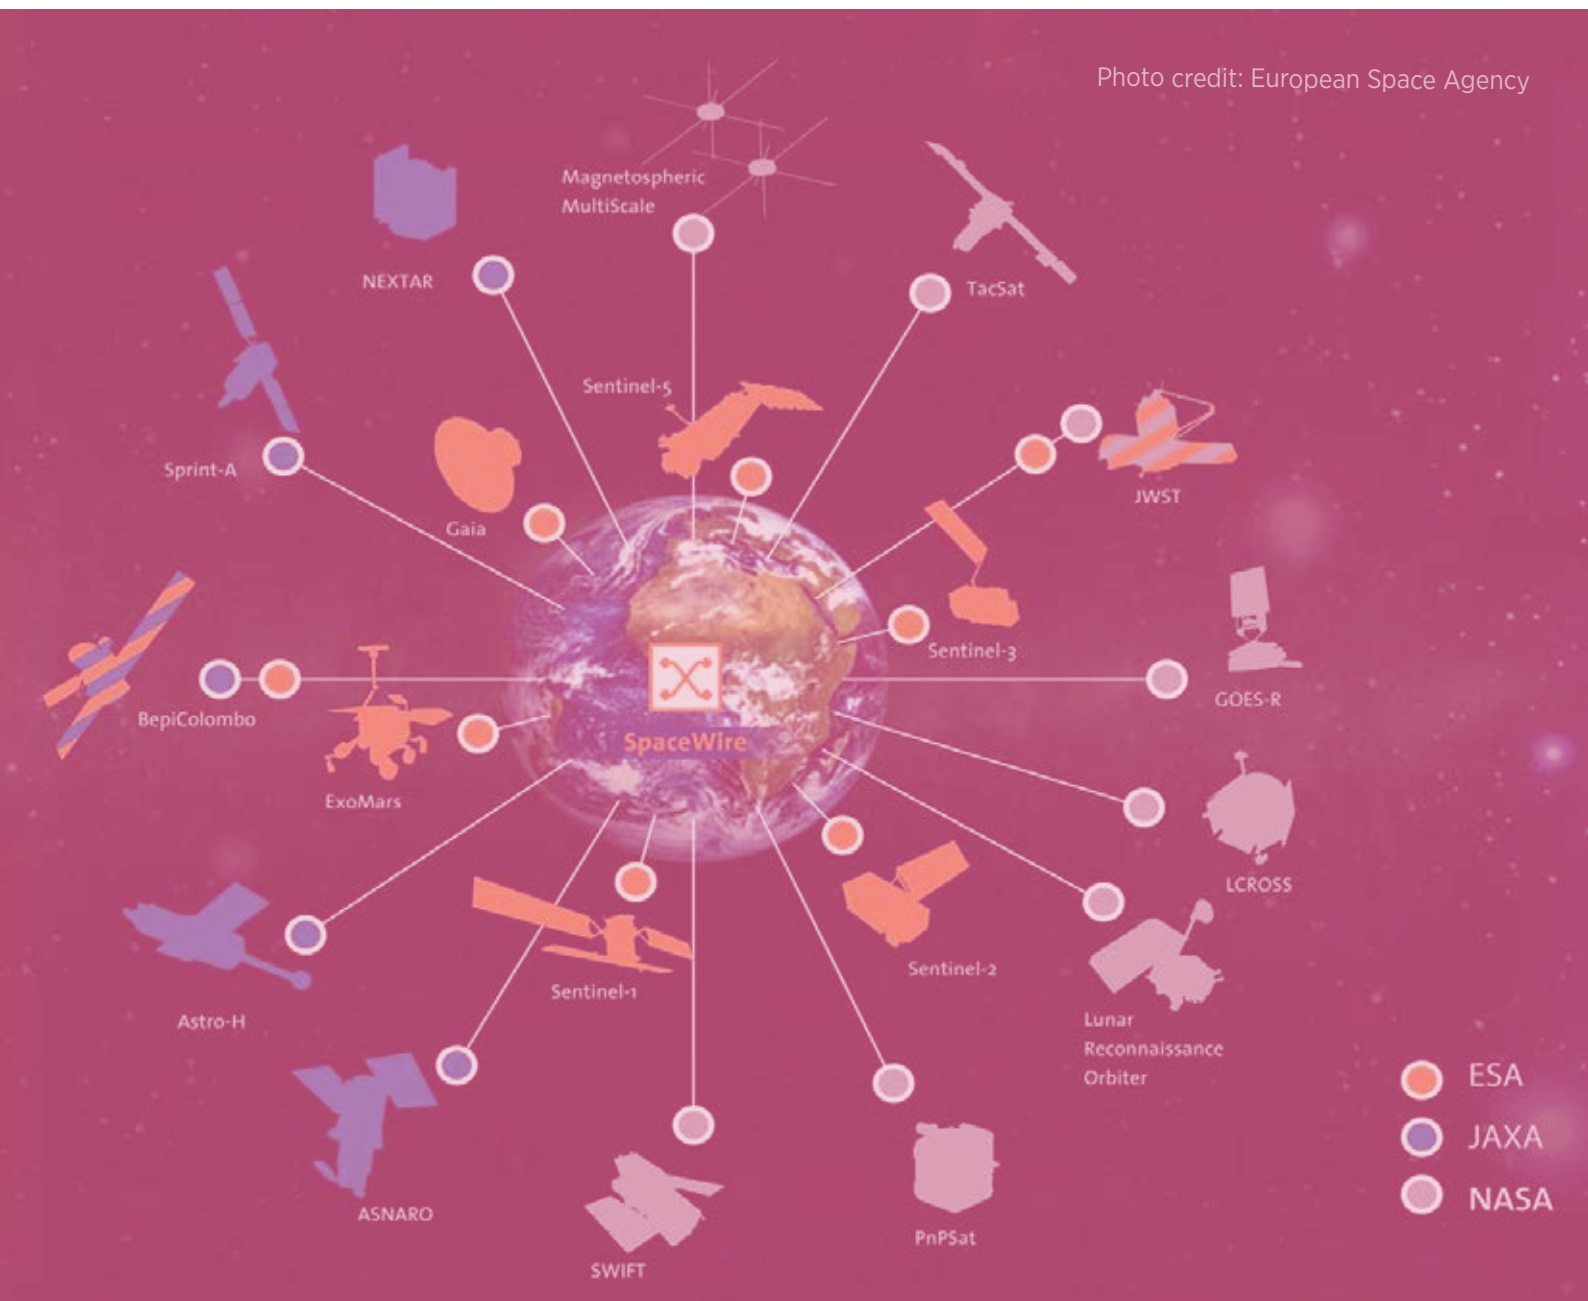 Photo credit: European Space Agency
Magnetospheric
MultiScale
NEXTAR
TacSat
Sentinel-5
Sprint-A
Gaia
JWST
Sentinel-3
GOES-R
BepiColombo
SpaceWire
ExoMars
LCROSS
Sentinel-2
Sentinel-1
Astro-H
Lunar
Reconnaissance
Orbiter
ESA
JAXA
NASA
ASNARO
PnPSat
SWIFT